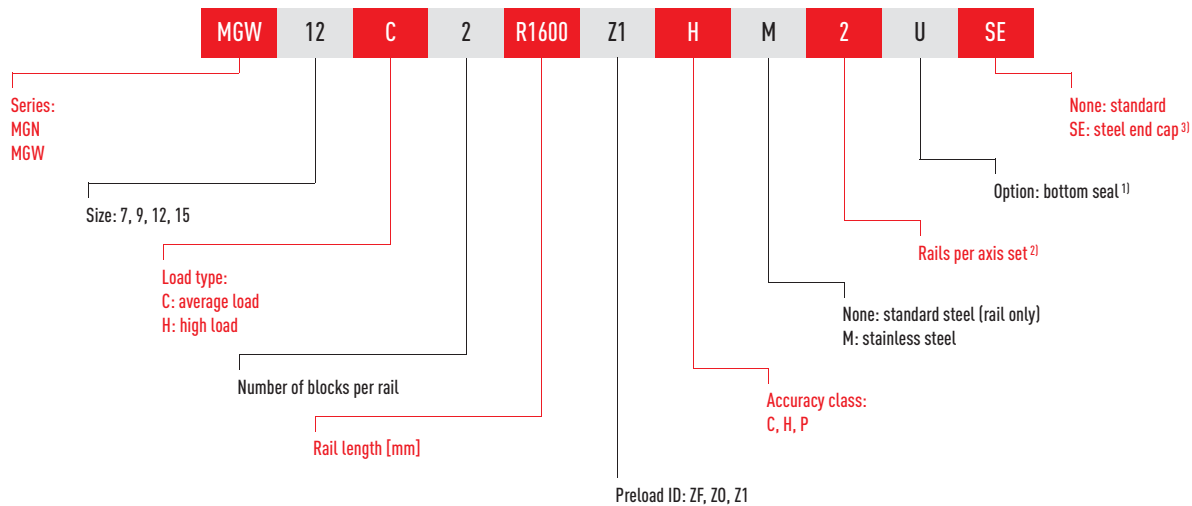 MGW 12 C 2 R1600 Z1 H M 2 U SE
Series:
MGN
MGW
None: standard
SE: steel end cap 3)
Size: 7, 9, 12, 15
Option: bottom seal 1)
Load type:
C: average load
H: high load
Rails per axis set 2)
Number of blocks per rail
None: standard steel (rail only)
M: stainless steel
Rail length [mm]
Accuracy class:
C, H, P
Preload ID: ZF, Z0, Z1